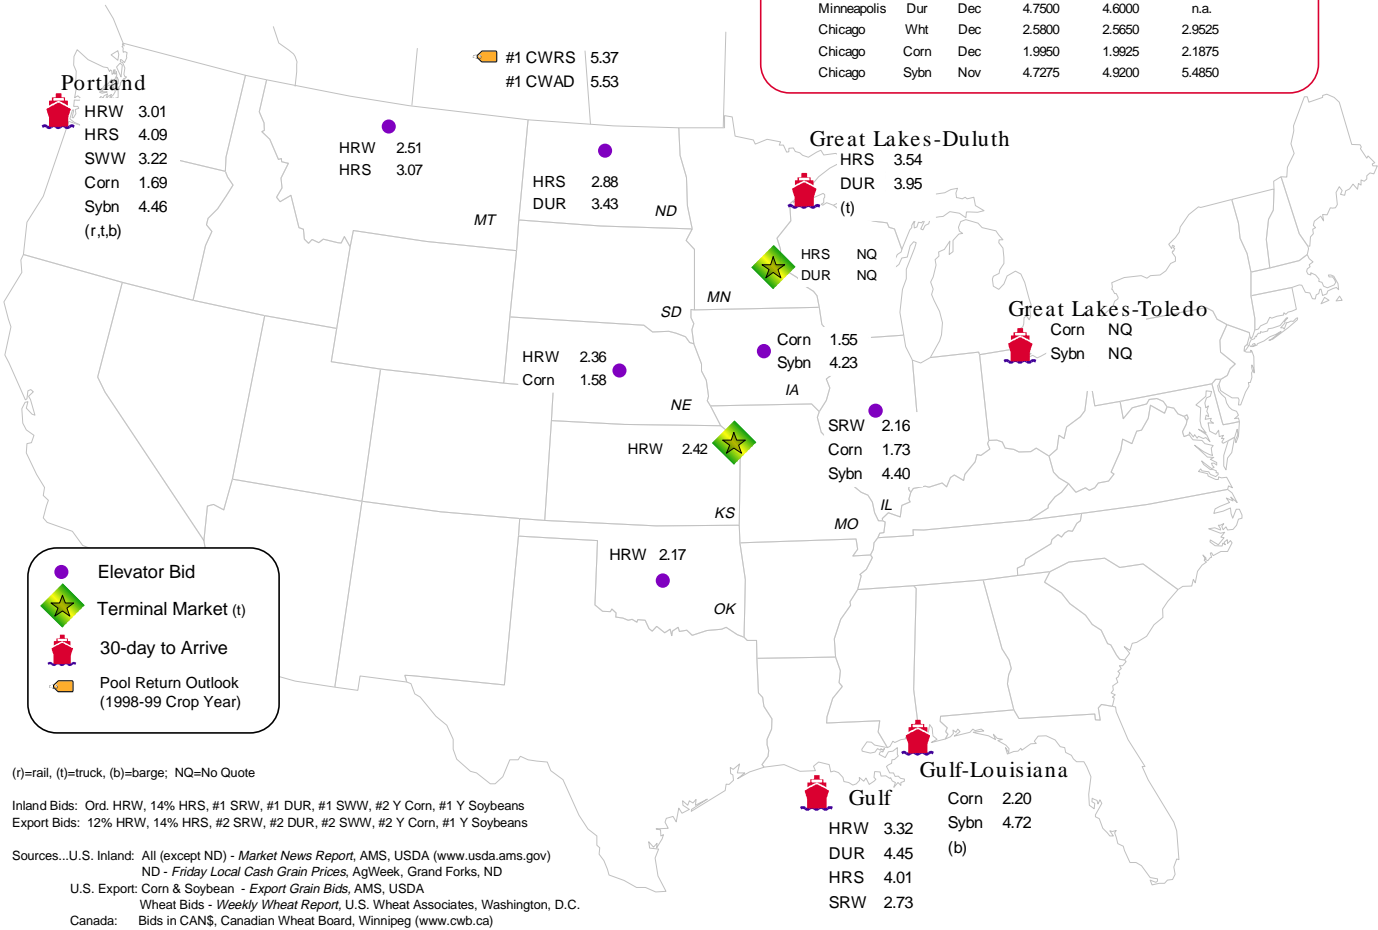 Minneapolis Dur Dec 4.7500 4.6000 n.a.
Chicago Wht Dec 2.5800 2.5650 2.9525
Chicago Corn Dec 1.9950 1.9925 2.1875
Chicago Sybn Nov 4.7275 4.9200 5.4850
#1 CWRS 5.37
#1 CWAD 5.53
Portland
HRW 3.01
HRS 4.09
SWW 3.22
Corn 1.69
Sybn 4.46
(r,t,b)
HRW 2.51
HRS 3.07
MT
HRS 2.88
DUR 3.43
ND
Great Lakes-Duluth
HRS 3.54
DUR 3.95
(t)
HRS NQ
DUR NQ
MN
SD
Great Lakes-Toledo
Corn NQ
Sybn NQ
HRW 2.36
Corn 1.58
NE
Corn 1.55
Sybn 4.23
IA
SRW 2.16
Corn 1.73
Sybn 4.40
IL
HRW 2.42
KS
MO
HRW 2.17
OK
Elevator Bid
Terminal Market (t)
30-day to Arrive
Pool Return Outlook
(1998-99 Crop Year)
Gulf-Louisiana
Corn 2.20
Sybn 4.72
(b)
Gulf
HRW 3.32
DUR 4.45
HRS 4.01
SRW 2.73
(r)=rail, (t)=truck, (b)=barge; NQ=No Quote
Inland Bids: Ord. HRW, 14% HRS, #1 SRW, #1 DUR, #1 SWW, #2 Y Corn, #1 Y Soybeans
Export Bids: 12% HRW, 14% HRS, #2 SRW, #2 DUR, #2 SWW, #2 Y Corn, #1 Y Soybeans
Sources...U.S. Inland: All (except ND) - Market News Report, AMS, USDA (www.usda.ams.gov)
ND - Friday Local Cash Grain Prices, AgWeek, Grand Forks, ND
U.S. Export: Corn & Soybean - Export Grain Bids, AMS, USDA
Wheat Bids - Weekly Wheat Report, U.S. Wheat Associates, Washington, D.C.
Canada: Bids in CAN$, Canadian Wheat Board, Winnipeg (www.cwb.ca)